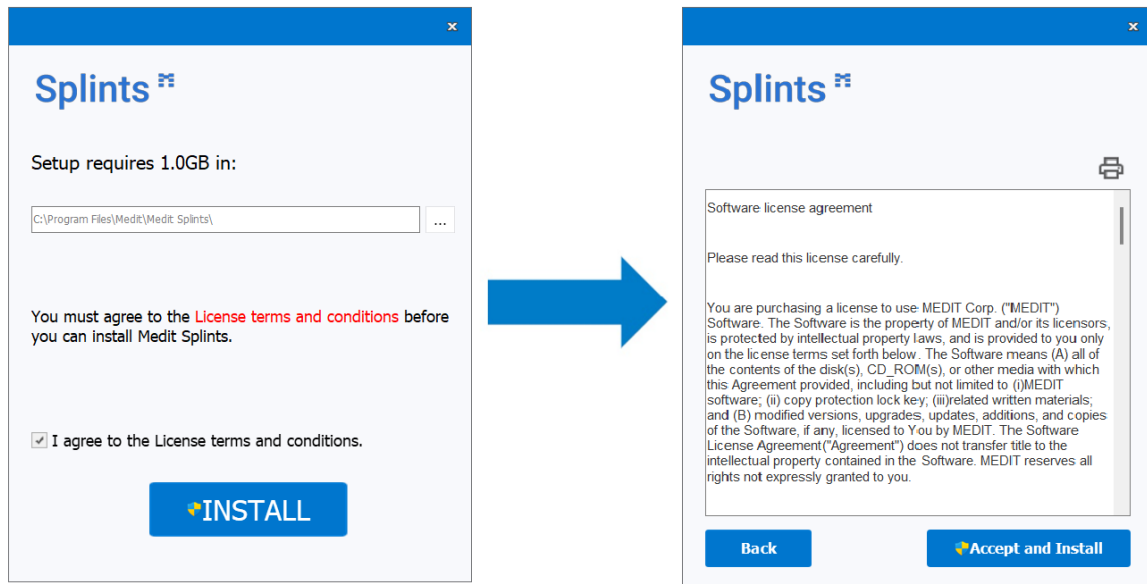 Splints
Setup requires 1.0GB in:
C:\Program Files\Medit\Medit Splints\
...
You must agree to the License terms and conditions before
you can install Medit Splints.
I agree to the License terms and conditions.
INSTALL
Splints
Software license agreement
Please read this license carefully.
You are purchasing a license to use MEDIT Corp. ("MEDIT")
Software. The Software is the property of MEDIT and/or its licensors,
is protected by intellectual property laws, and is provided to you only
on the license terms set forth below. The Software means (A) all of
the contents of the disk(s), CD_ROM(s), or other media with which
this Agreement provided, including but not limited to (i)MEDIT
software; (ii) copy protection lock key; (iii)related written materials;
and (B) modified versions, upgrades, updates, additions, and copies
of the Software, if any, licensed to You by MEDIT. The Software
License Agreement("Agreement") does not transfer title to the
intellectual property contained in the Software. MEDIT reserves all
rights not expressly granted to you.
Back
Accept and Install